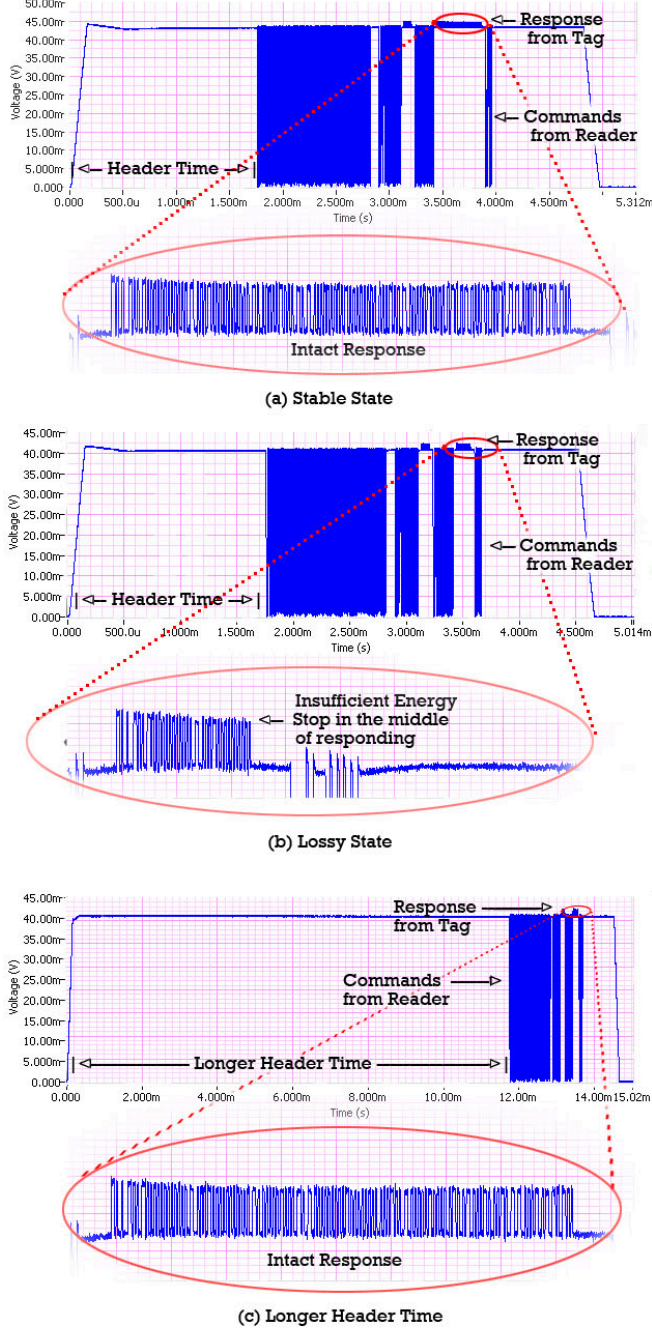 50.00m
45.00m
40.00m
35.00m
30.00m
25.00m
20.00m
15.00m
10.00m
5.000m
0.000
Voltage (V)
Response
from Tag
Commands
from Reader
Header Time
0.000 500.0u 1.000m 1.500m 2.000m 2.500m 3.000m 3.500m 4.000m 4.500m 5.312m
Time (s)
Intact Response
(a) Stable State
45.00m
40.00m
35.00m
30.00m
25.00m
20.00m
15.00m
10.00m
5.000m
0.000
Voltage (V)
Response
from Tag
Commands
from Reader
Header Time
0.000 500.0u 1.000m 1.500m 2.000m 2.500m 3.000m 3.500m 4.000m 4.500m 5.014m
Time (s)
Insufficient Energy
Stop in the middle
of responding
(b) Lossy State
45.00m
40.00m
35.00m
30.00m
25.00m
20.00m
15.00m
10.00m
5.000m
0.000
Voltage (V)
Response
from Tag
Commands
from Reader
Longer Header Time
0.000 2.000m 4.000m 6.000m 8.000m 10.00m 12.00m 14.00m 15.02m
Time (s)
Intact Response
(c) Longer Header Time